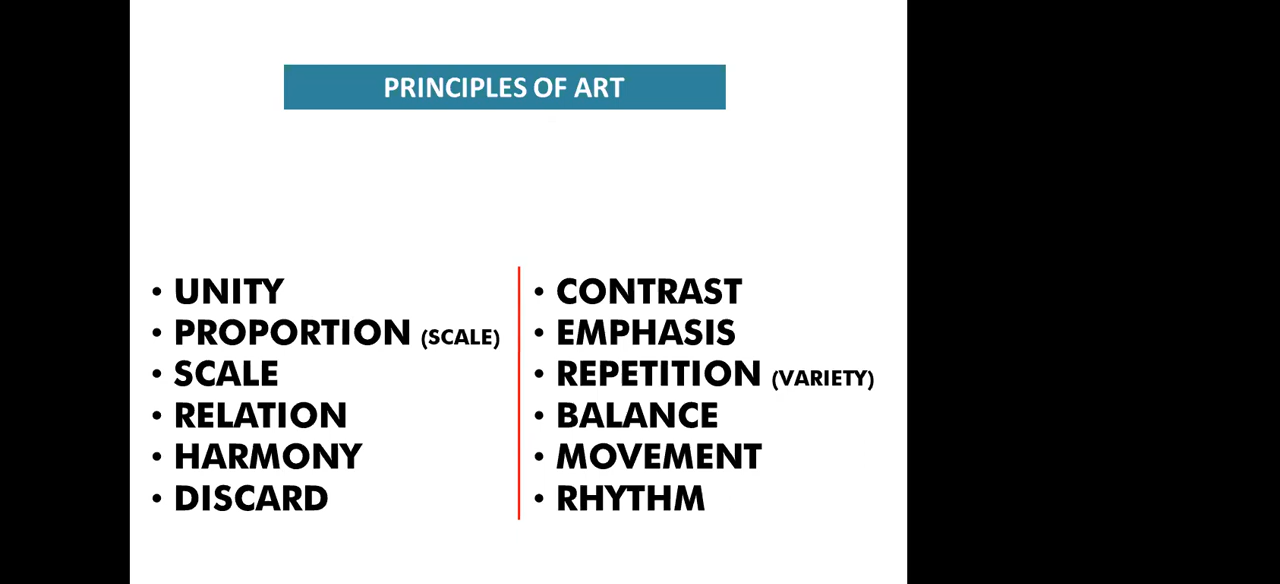 PRINCIPLES OF ART
• UNITY
• PROPORTION (SCALE)
• SCALE
• RELATION
• HARMONY
• DISCARD
• CONTRAST
• EMPHASIS
• REPETITION (VARIETY)
• BALANCE
• MOVEMENT
• RHYTHM